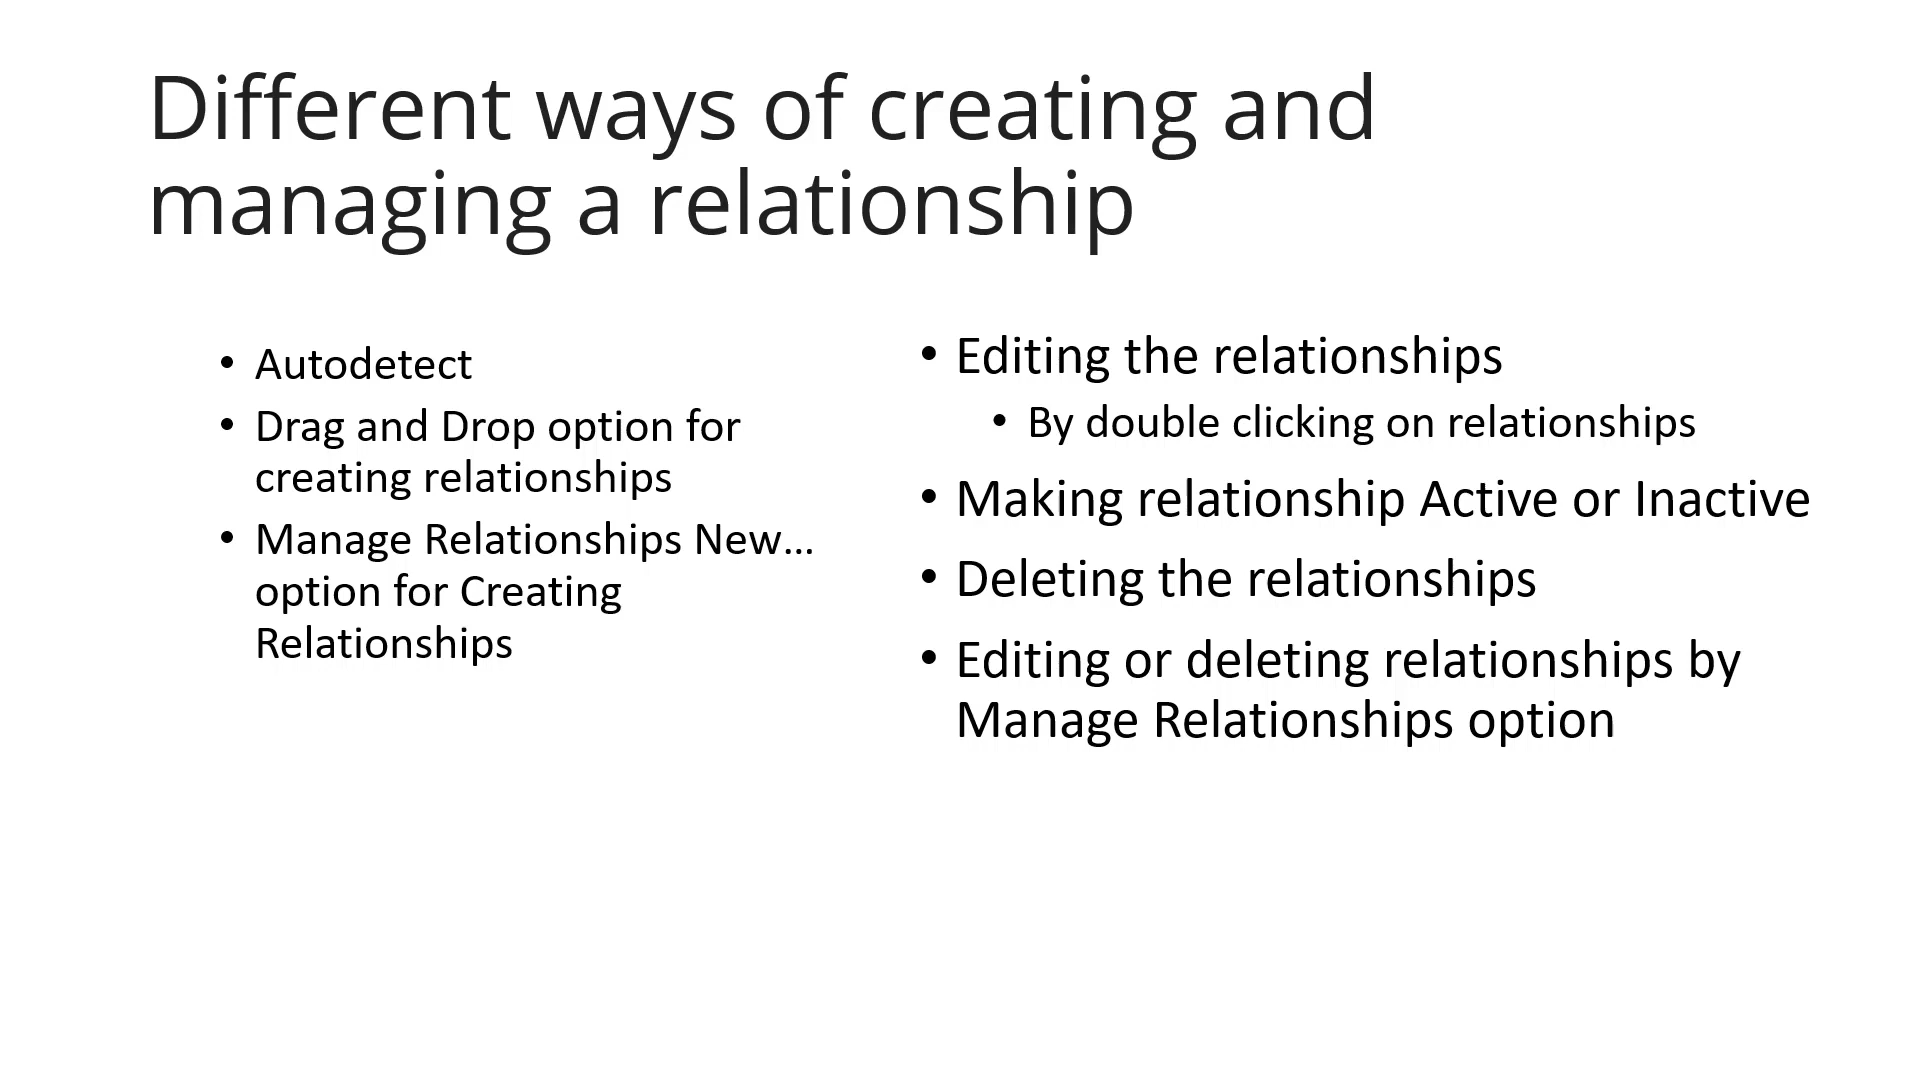 Different ways of creating and
managing a relationship
• Autodetect
• Drag and Drop option for
creating relationships
• Manage Relationships New…
option for Creating
Relationships
• Editing the relationships
• By double clicking on relationships
• Making relationship Active or Inactive
• Deleting the relationships
• Editing or deleting relationships by
Manage Relationships option